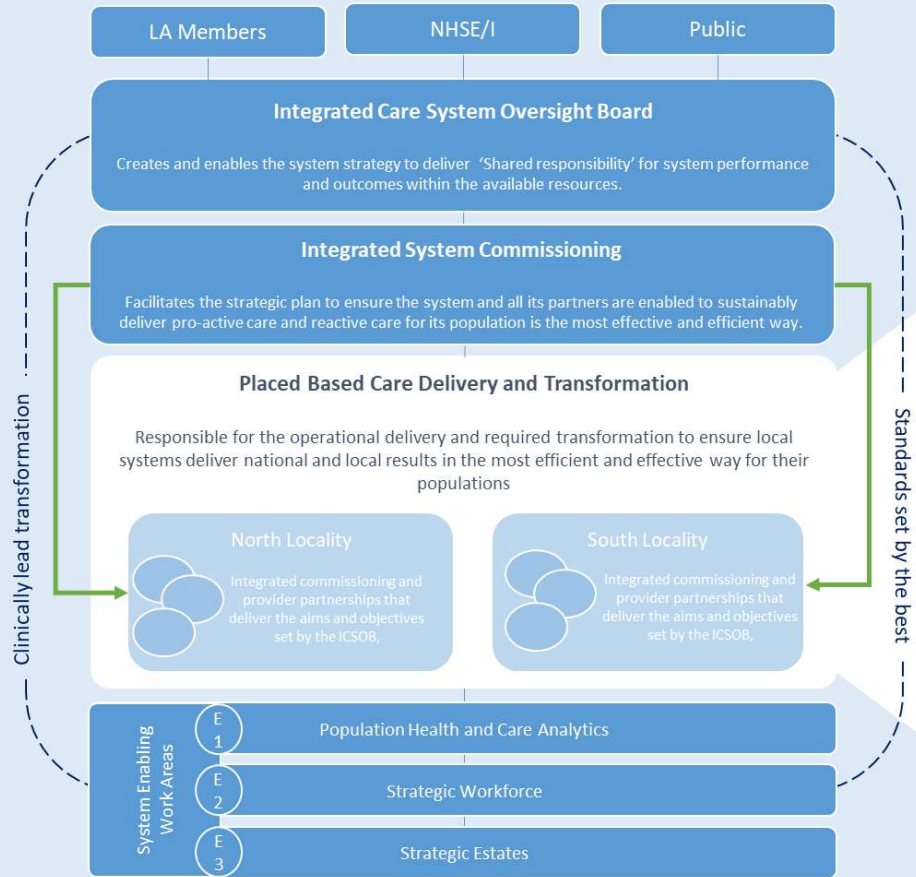 LA Members
NHSE/I
Public
Integrated Care System Oversight Board
Creates and enables the system strategy to deliver ‘Shared responsibility’ for system performance
and outcomes within the available resources.
Integrated System Commissioning
Facilitates the strategic plan to ensure the system and all its partners are enabled to sustainably
deliver pro-active care and reactive care for its population is the most effective and efficient way.
Placed Based Care Delivery and Transformation
Responsible for the operational delivery and required transformation to ensure local
systems deliver national and local results in the most efficient and effective way for their
populations
North Locality
Integrated commissioning and
provider partnerships that
deliver the aims and objectives
set by the ICSOB,
South Locality
Integrated commissioning and
provider partnerships that
deliver the aims and objectives
set by the ICSOB,
Clinically lead transformation
Standards set by the best
System Enabling
Work Areas
E
1
Population Health and Care Analytics
E
2
Strategic Workforce
E
3
Strategic Estates